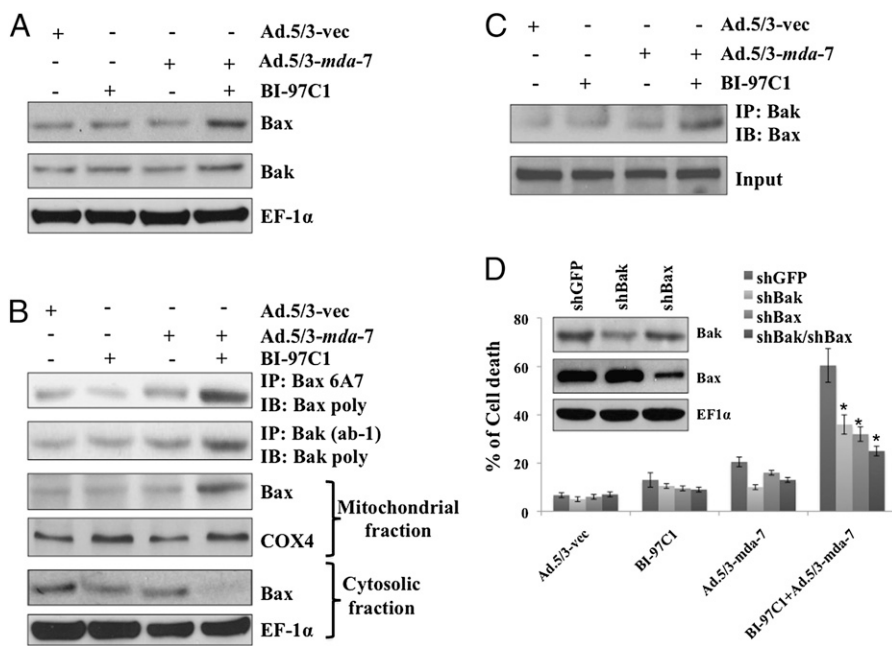 A
+ - - - Ad.5/3-vec
- - + + Ad.5/3-mda-7
- + - + BI-97C1
Bax
Bak
EF-1α
B
+ - - - Ad.5/3-vec
- - + + Ad.5/3-mda-7
- + - + BI-97C1
IP: Bax 6A7
IB: Bax poly
IP: Bak (ab-1)
IB: Bak poly
Bax
COX4
Mitochondrial
fraction
Bax
EF-1α
Cytosolic
fraction
C
+ - - - Ad.5/3-vec
- - + + Ad.5/3-mda-7
- + - + BI-97C1
IP: Bak
IB: Bax
Input
D
shGFP
shBak
shBax
Bak
Bax
EF1α
shGFP
shBak
shBax
shBak/shBax
% of Cell death
80
60
40
20
0
* * *
Ad.5/3-vec
BI-97C1
Ad.5/3-mda-7
BI-97C1+Ad.5/3-mda-7